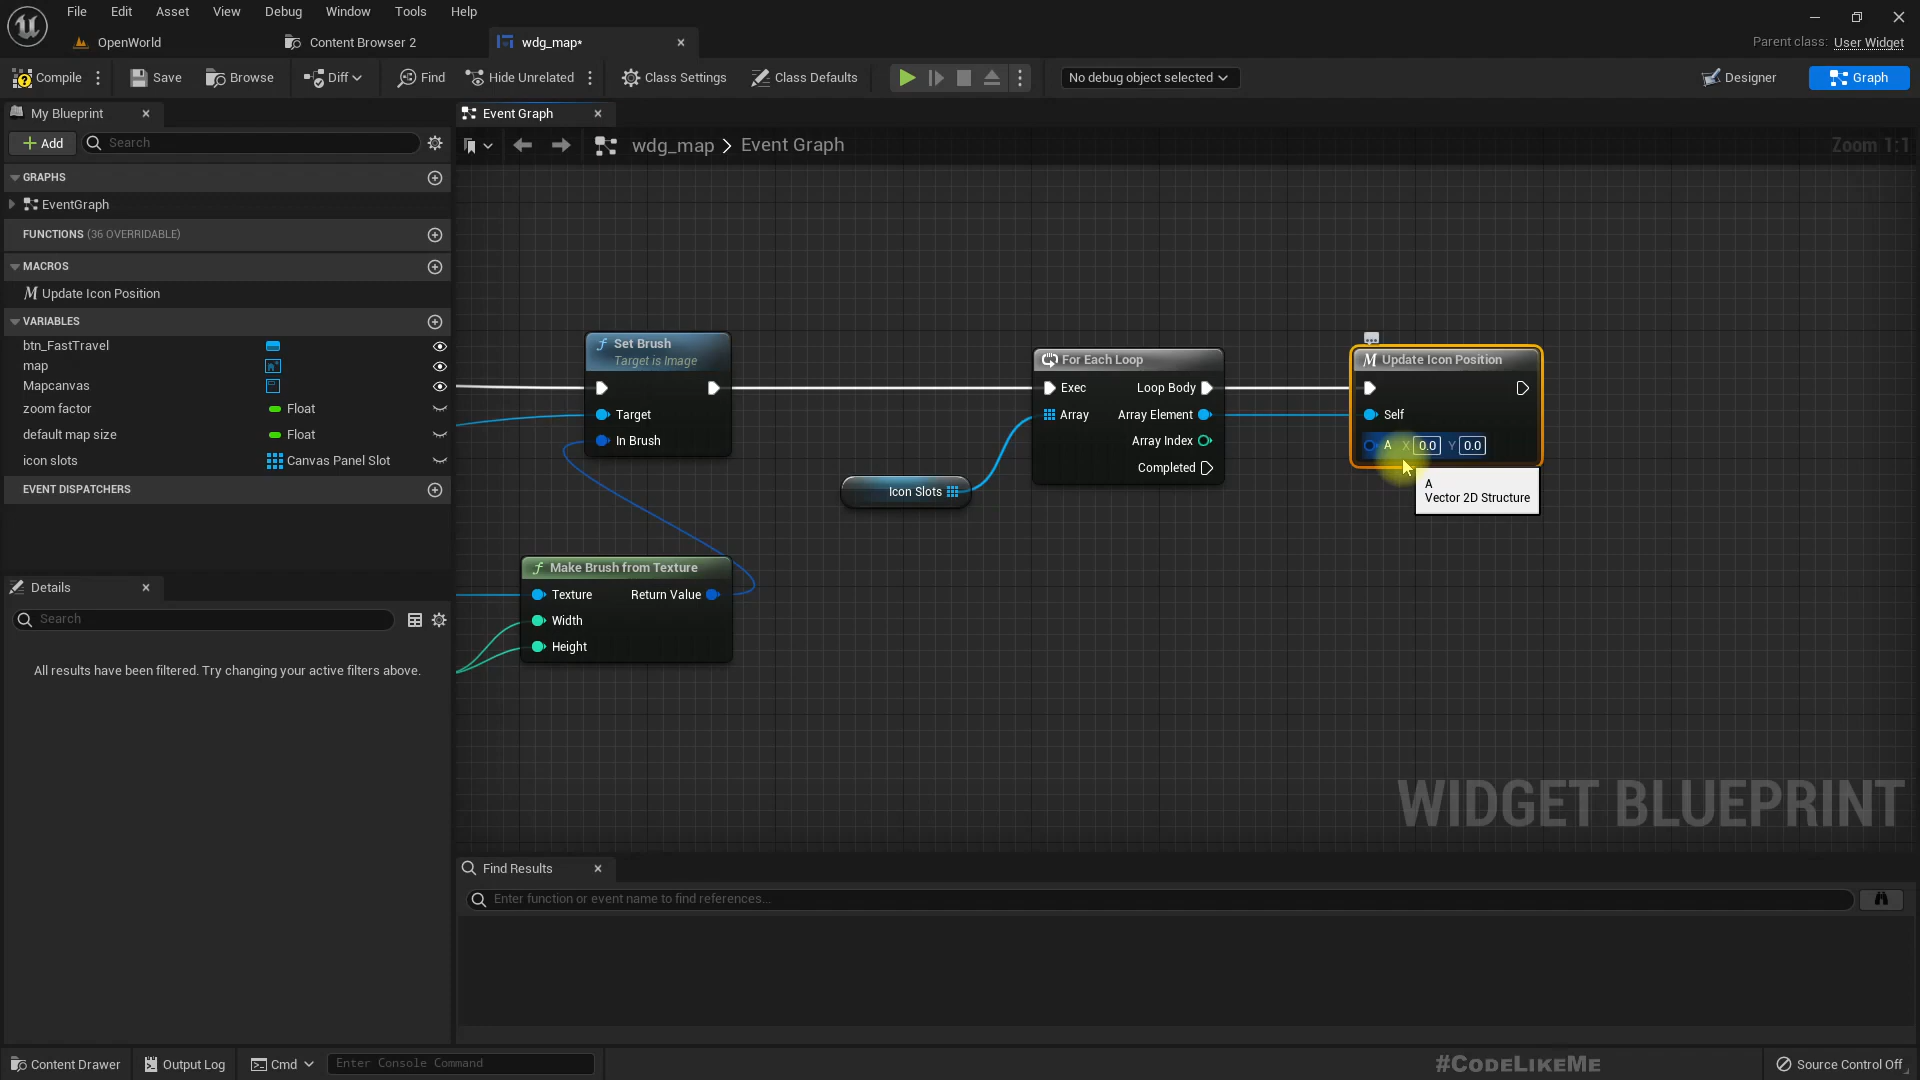 File Edit Asset View Debug Window Tools Help
OpenWorld Content Browser 2 wdg_map* Parent class: User Widget
Compile Save Browse Diff Find Hide Unrelated Class Settings Class Defaults No debug object selected Designer Graph
My Blueprint
Event Graph
Add Search
wdg_map > Event Graph Zoom 1:1
GRAPHS
EventGraph
FUNCTIONS (36 OVERRIDABLE)
MACROS
Update Icon Position
VARIABLES
btn_FastTravel
map
Mapcanvas
zoom factor Float
default map size Float
icon slots Canvas Panel Slot
EVENT DISPATCHERS
Set Brush
Target is Image
Target
In Brush
For Each Loop
Exec Loop Body
Array Array Element
Array Index
Completed
Update Icon Position
Self
A X 0.0 Y 0.0
A
Vector 2D Structure
Icon Slots
Make Brush from Texture
Texture Return Value
Width
Height
Details
Search
All results have been filtered. Try changing your active filters above.
WIDGET BLUEPRINT
Find Results
Enter function or event name to find references...
Content Drawer Output Log Cmd Enter Console Command #CODELIKEME Source Control Off